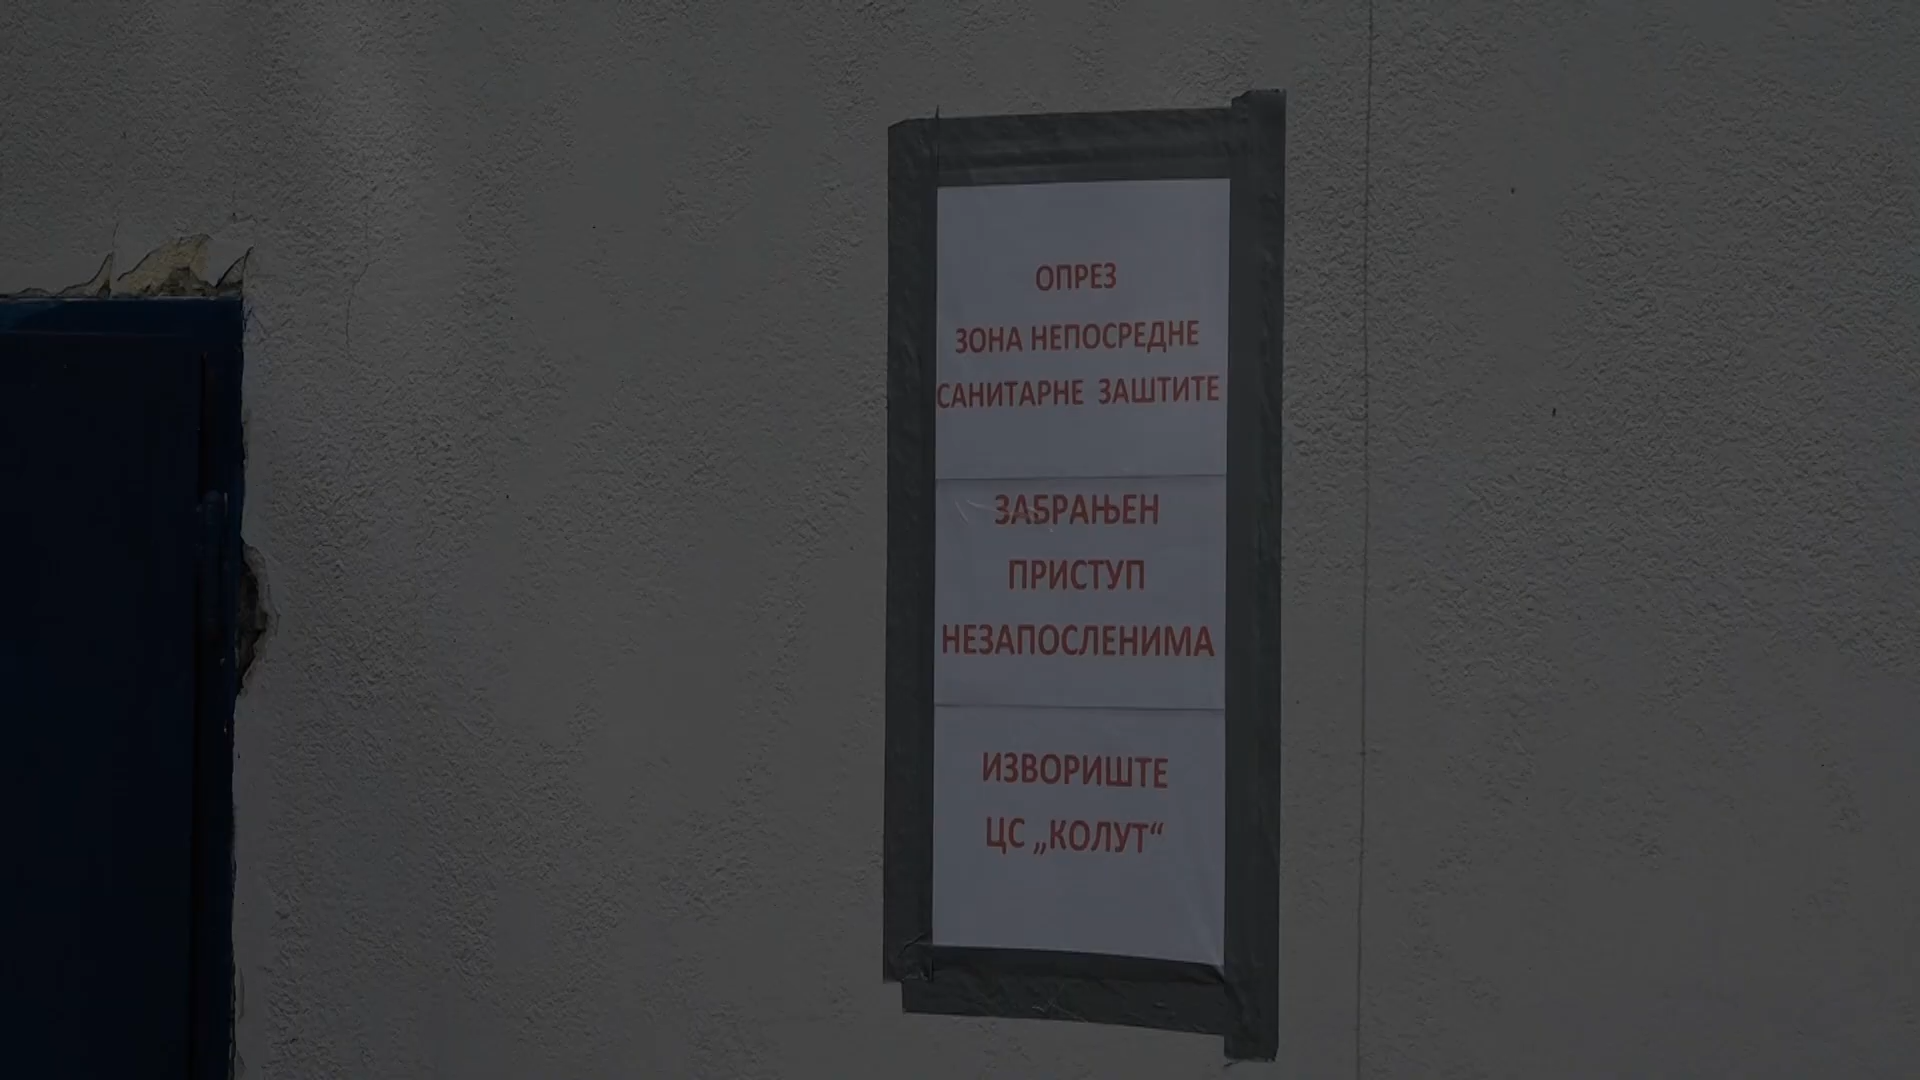 ОПРЕЗ
ЗОНА НЕПОСРЕДНЕ
САНИТАРНЕ ЗАШТИТЕ
ЗАБРАЊЕН
ПРИСТУП
НЕЗАПОСЛЕНИМА
ИЗВОРИШТЕ
ЦС „КОЛУТ“